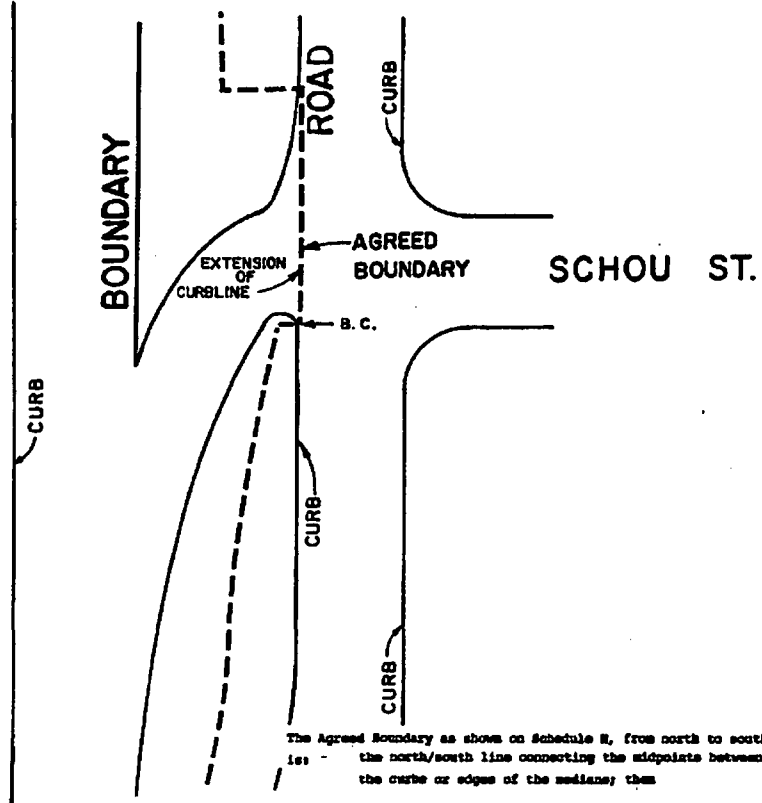 ROAD
CURB
BOUNDARY
AGREED
BOUNDARY
EXTENSION
OF
CURBLINE
SCHOU ST.
B.C.
CURB
CURB
CURB
The Agreed Boundary as shown on Schedule M, from north to south
is: - the north/south line connecting the midpoints between
the curbs or edges of the medians; then